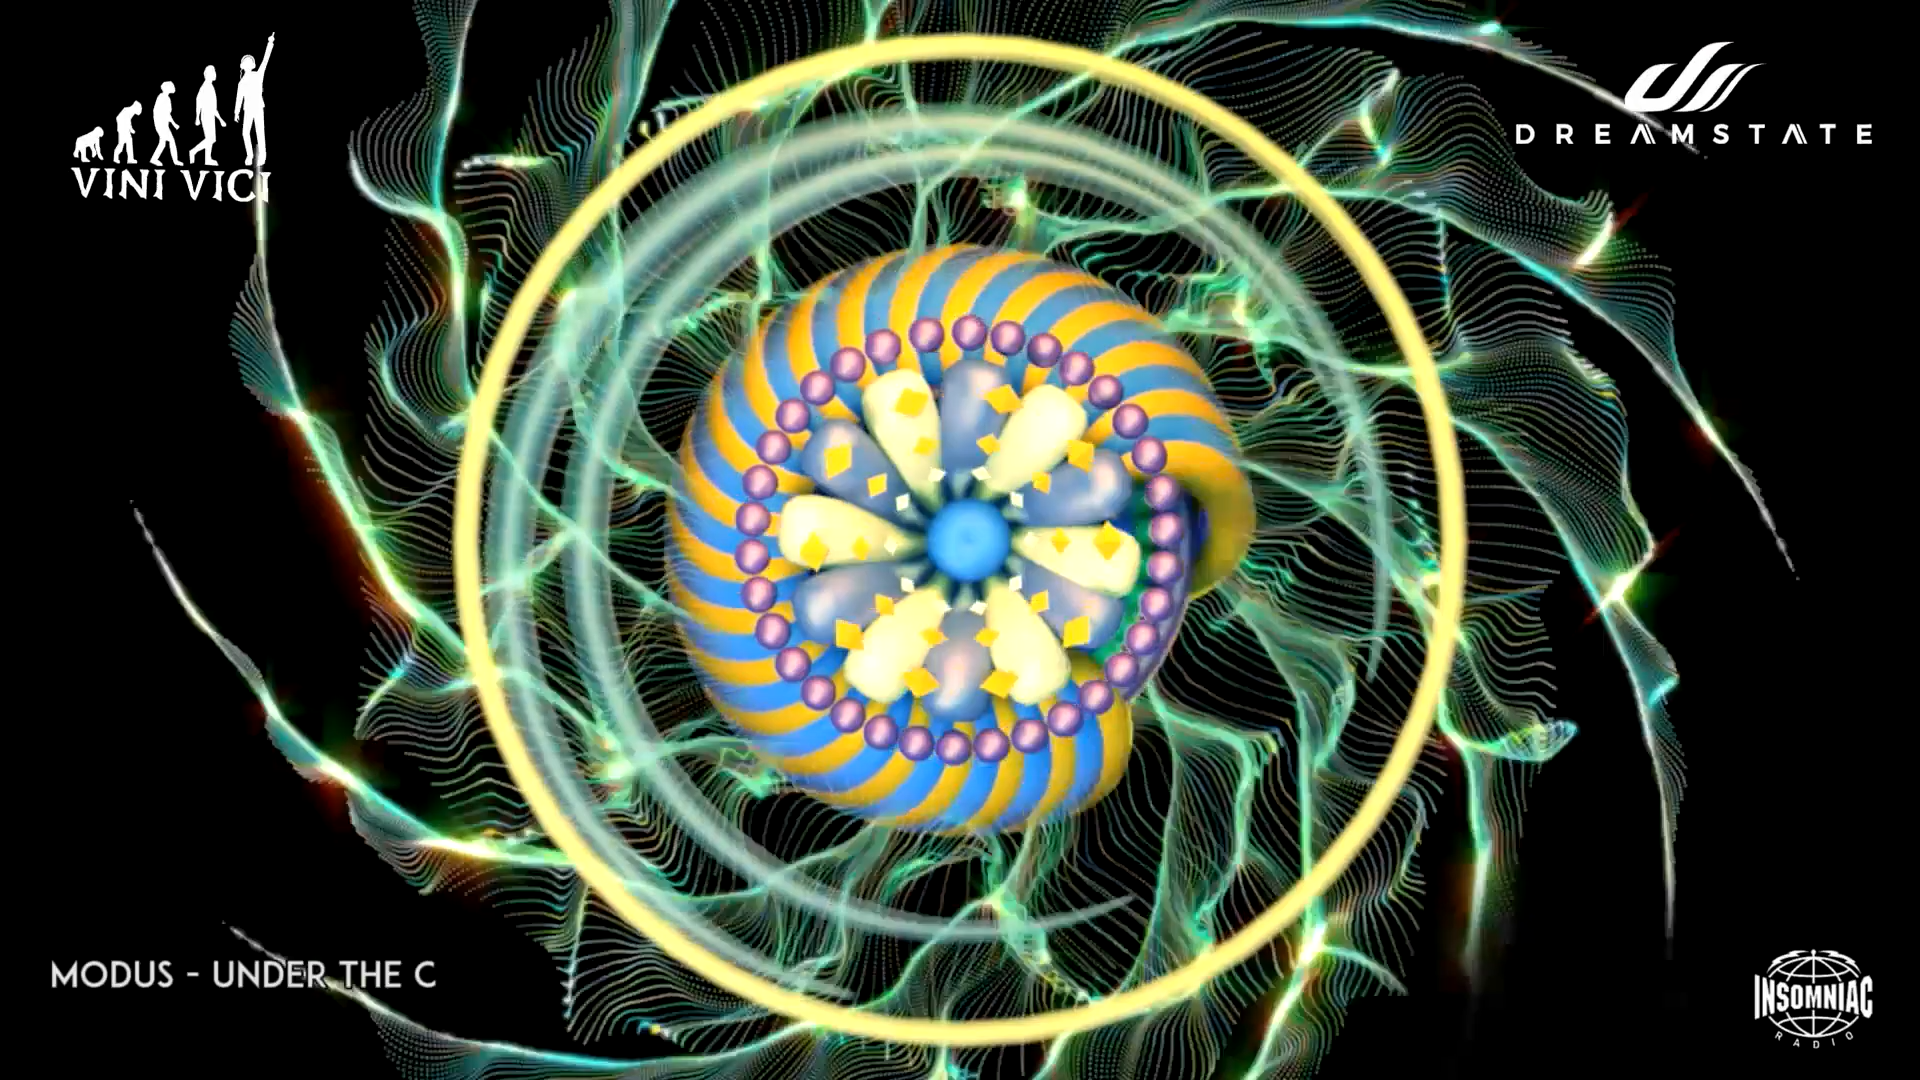 VINI VICI
DREAMSTATE
MODUS - UNDER THE C
INSOMNIAC
RADIO